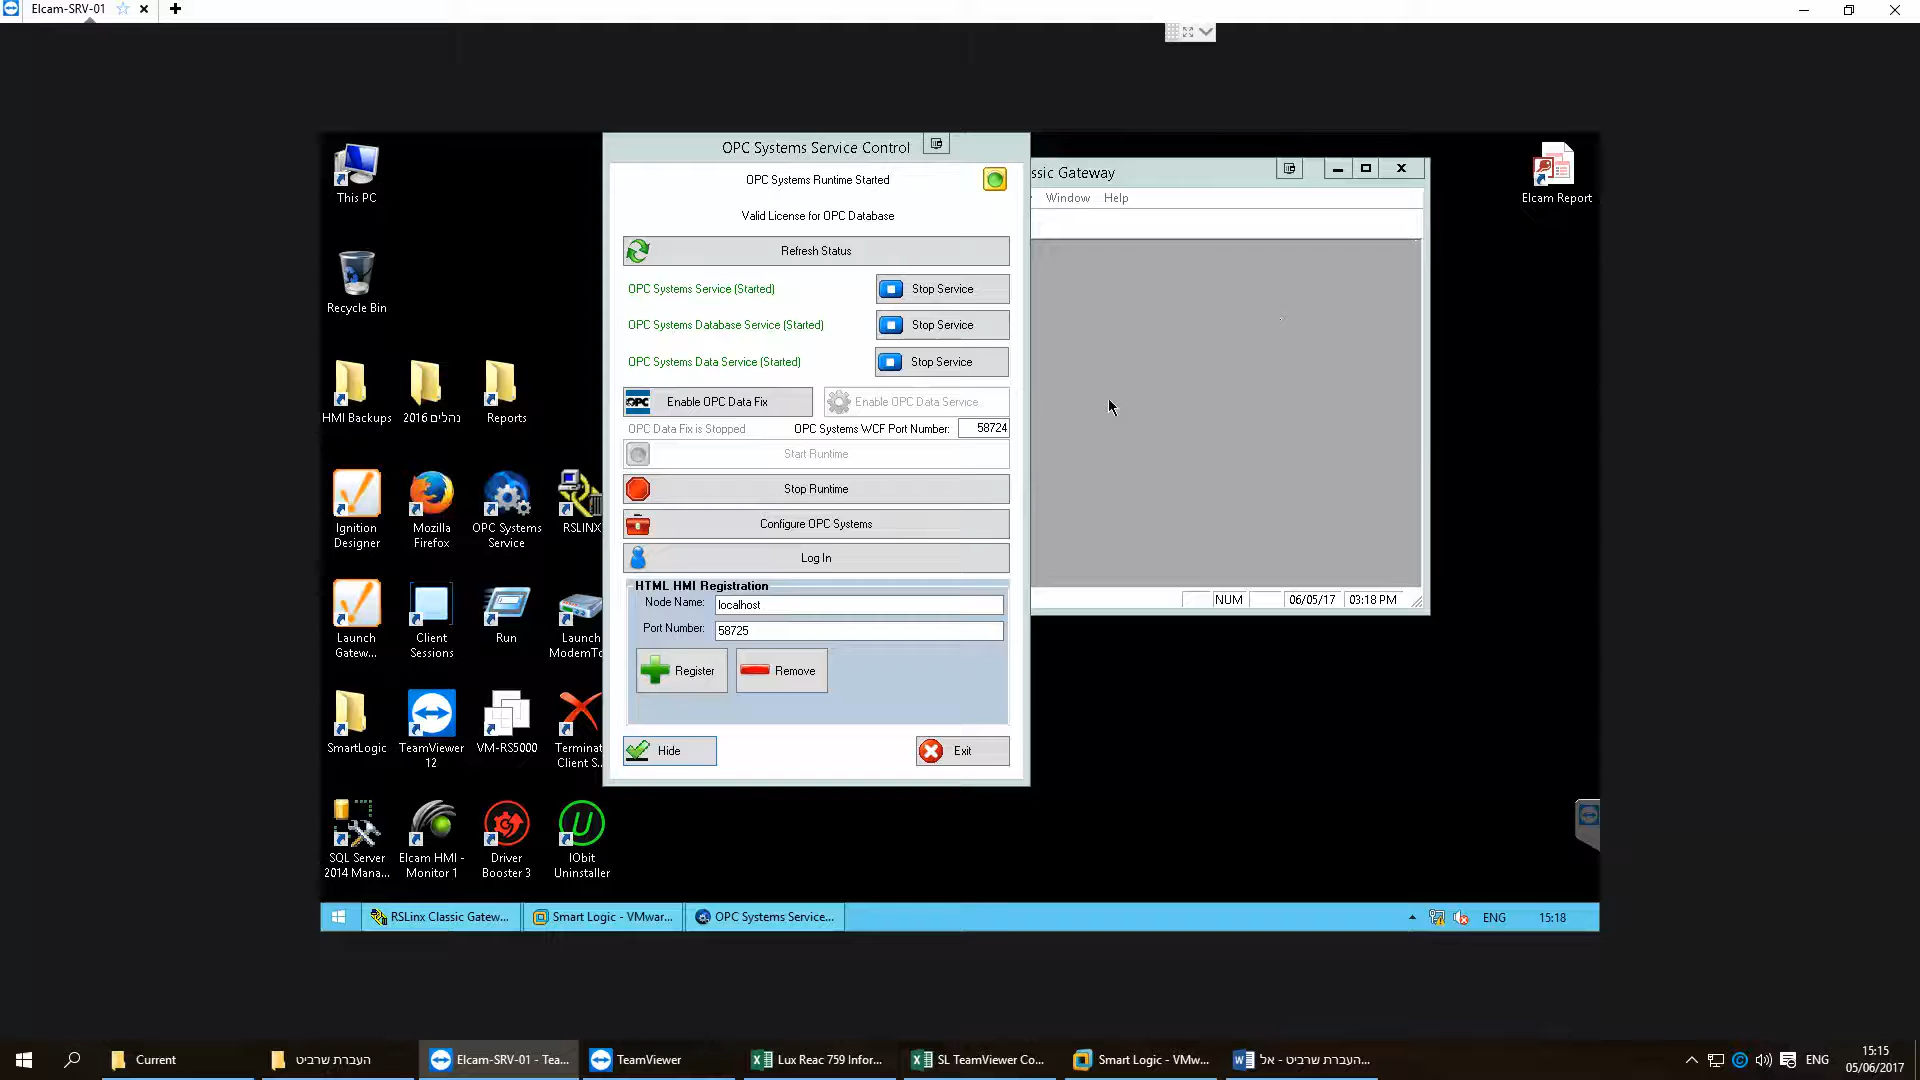 Elcam-SRV-01
This PC
Recycle Bin
HMI Backups
נהלים 2016
Reports
Ignition
Designer
Mozilla
Firefox
OPC Systems
Service
RSLINX
Launch
Gatew...
Client
Sessions
Run
Launch
ModemTo
SmartLogic
TeamViewer
12
VM-RS5000
Terminat
Client S..
SQL Server
2014 Mana...
Elcam HMI -
Monitor 1
Driver
Booster 3
IObit
Uninstaller
OPC Systems Service Control
OPC Systems Runtime Started
Valid License for OPC Database
Refresh Status
OPC Systems Service (Started)
Stop Service
OPC Systems Database Service (Started)
Stop Service
OPC Systems Data Service (Started)
Stop Service
OPC
Enable OPC Data Fix
Enable OPC Data Service
OPC Data Fix is Stopped
OPC Systems WCF Port Number:
58724
Start Runtime
Stop Runtime
Configure OPC Systems
Log In
HTML HMI Registration
Node Name:
localhost
Port Number:
58725
Register
Remove
Hide
Exit
ssic Gateway
Window
Help
NUM
06/05/17
03:18 PM
Elcam Report
RSLinx Classic Gatew...
Smart Logic - VMwar...
OPC Systems Service...
ENG
15:18
Current
העברת שרביט
Elcam-SRV-01 - Tea...
TeamViewer
Lux Reac 759 Infor...
SL TeamViewer Co...
Smart Logic - VMw...
העברת שרביט - אל...
ENG
15:15
05/06/2017